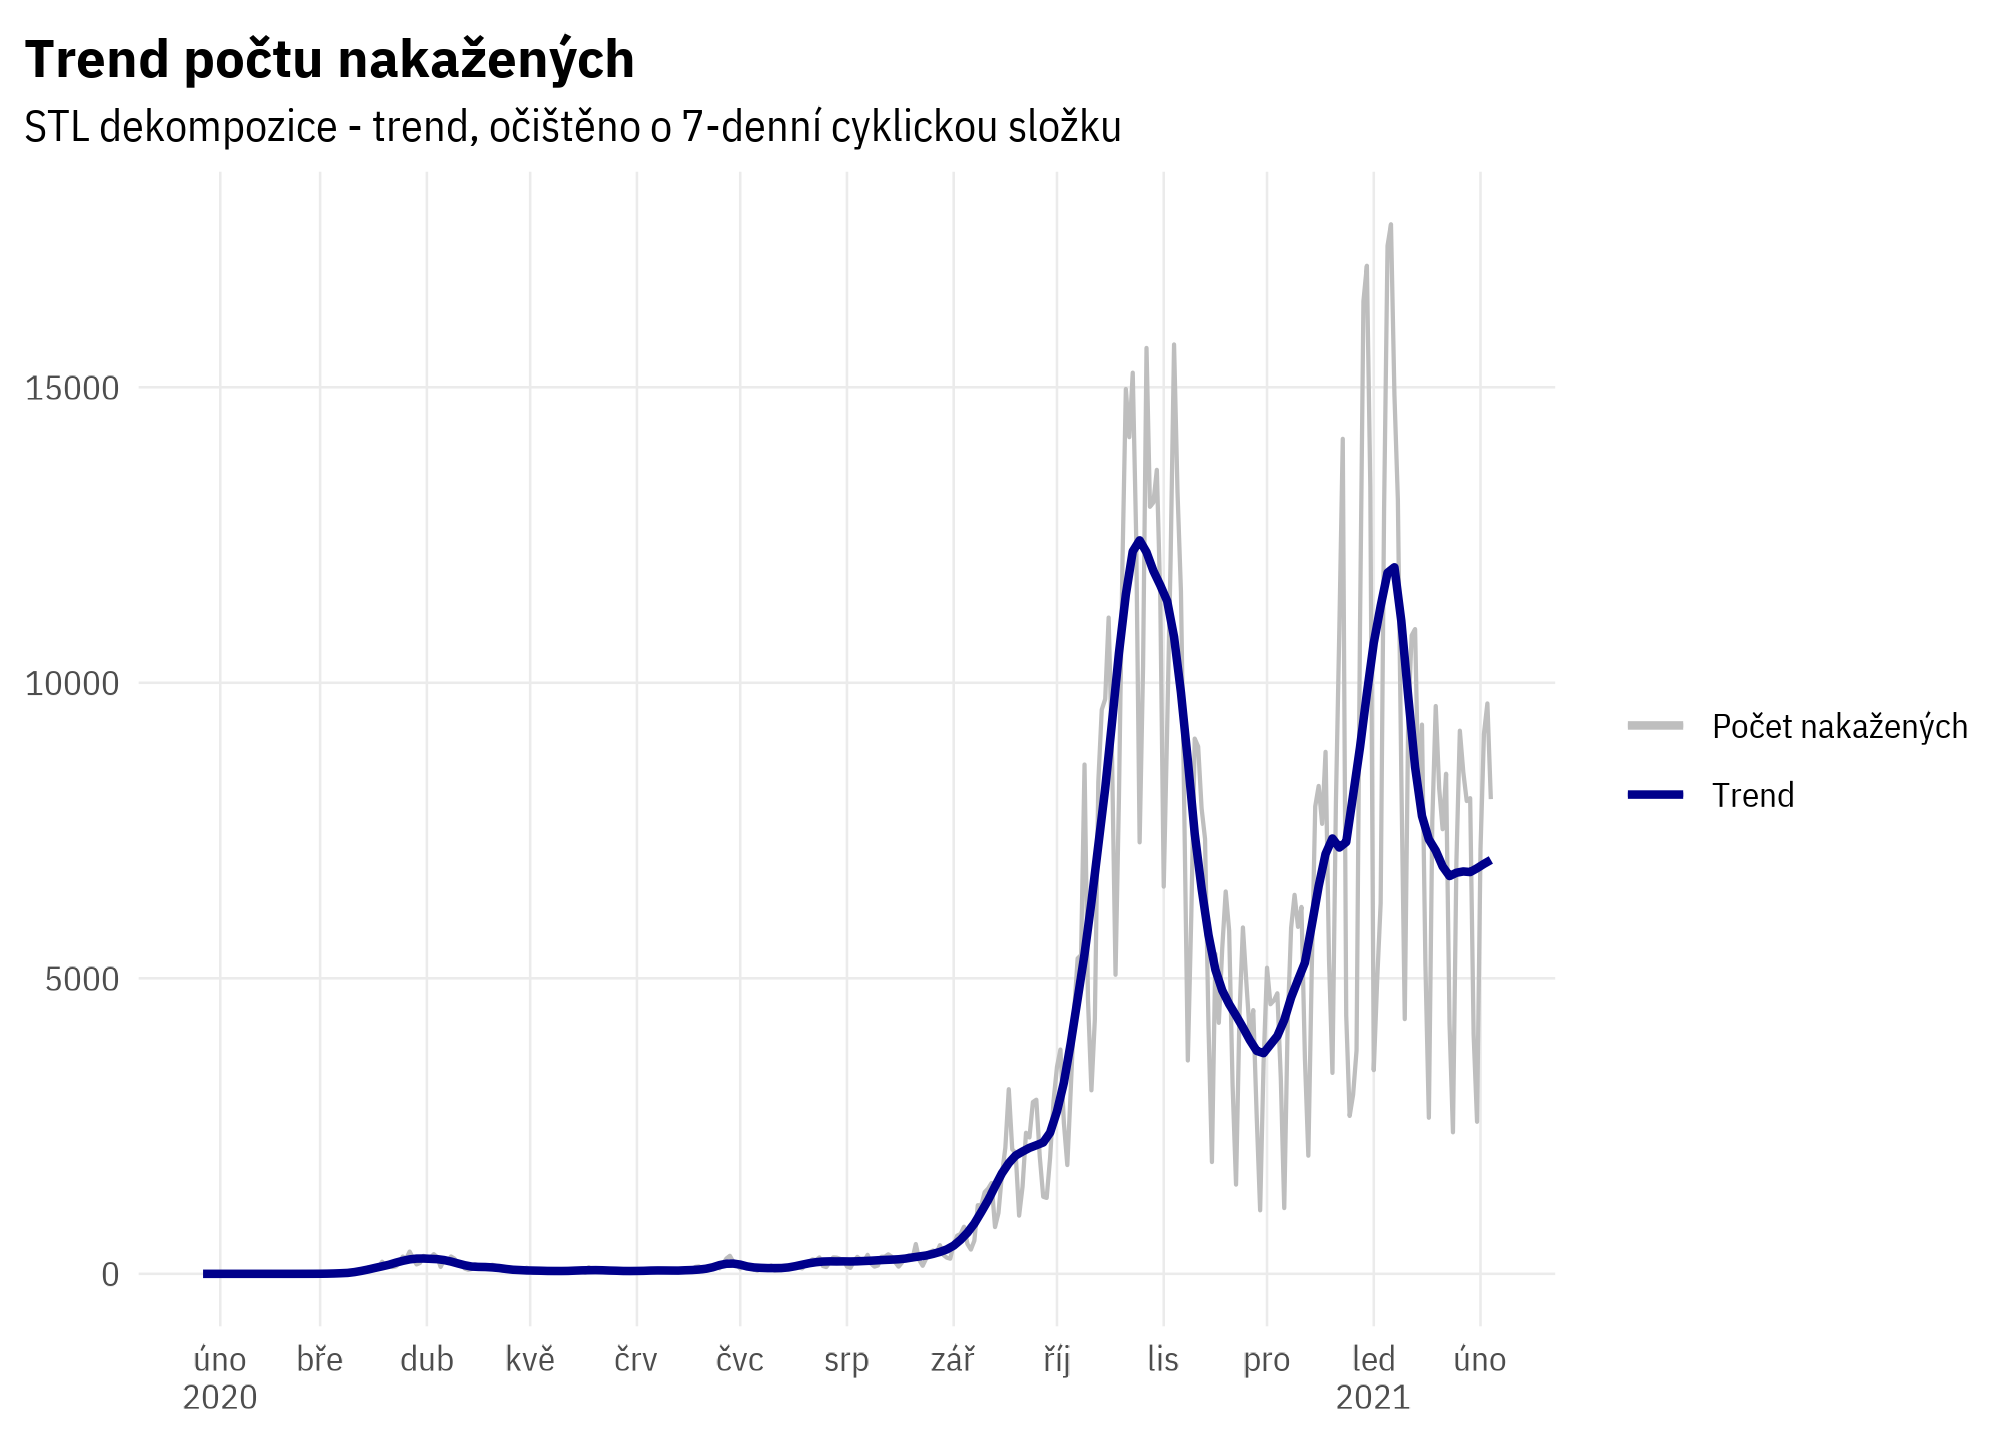 Trend počtu nakažených
STL dekompozice - trend, očištěno o 7-denní cyklickou složku
15000
10000
5000
0
úno bře dub kvě črv čvc srp zář říj lis pro led úno
2020 2021
Počet nakažených
Trend